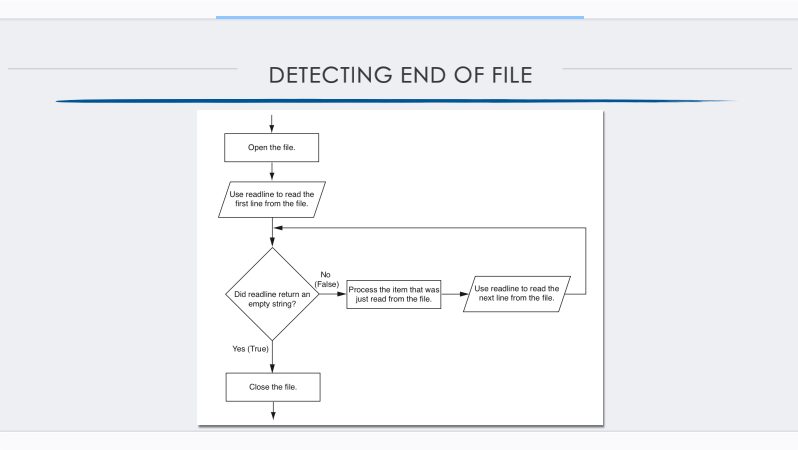 DETECTING END OF FILE
Open the file.
Use readline to read the
first line from the file.
Did readline return an
empty string?
No
(False)
Process the item that was
just read from the file.
Use readline to read the
next line from the file.
Yes (True)
Close the file.